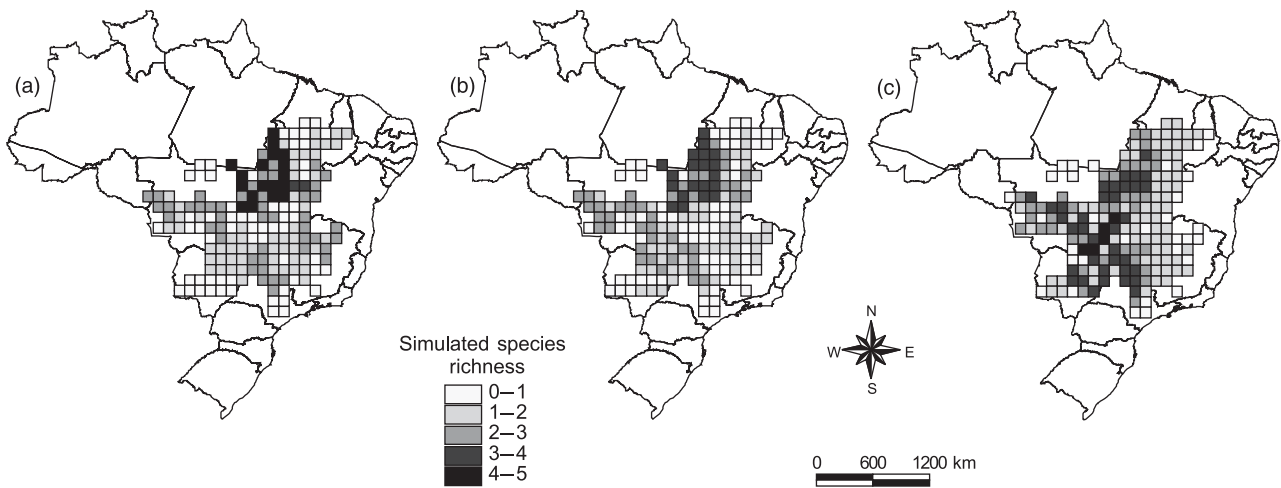 (a)
(b)
(c)
Simulated species
richness
0–1
1–2
2–3
3–4
4–5
N
W E
S
0 600 1200 km